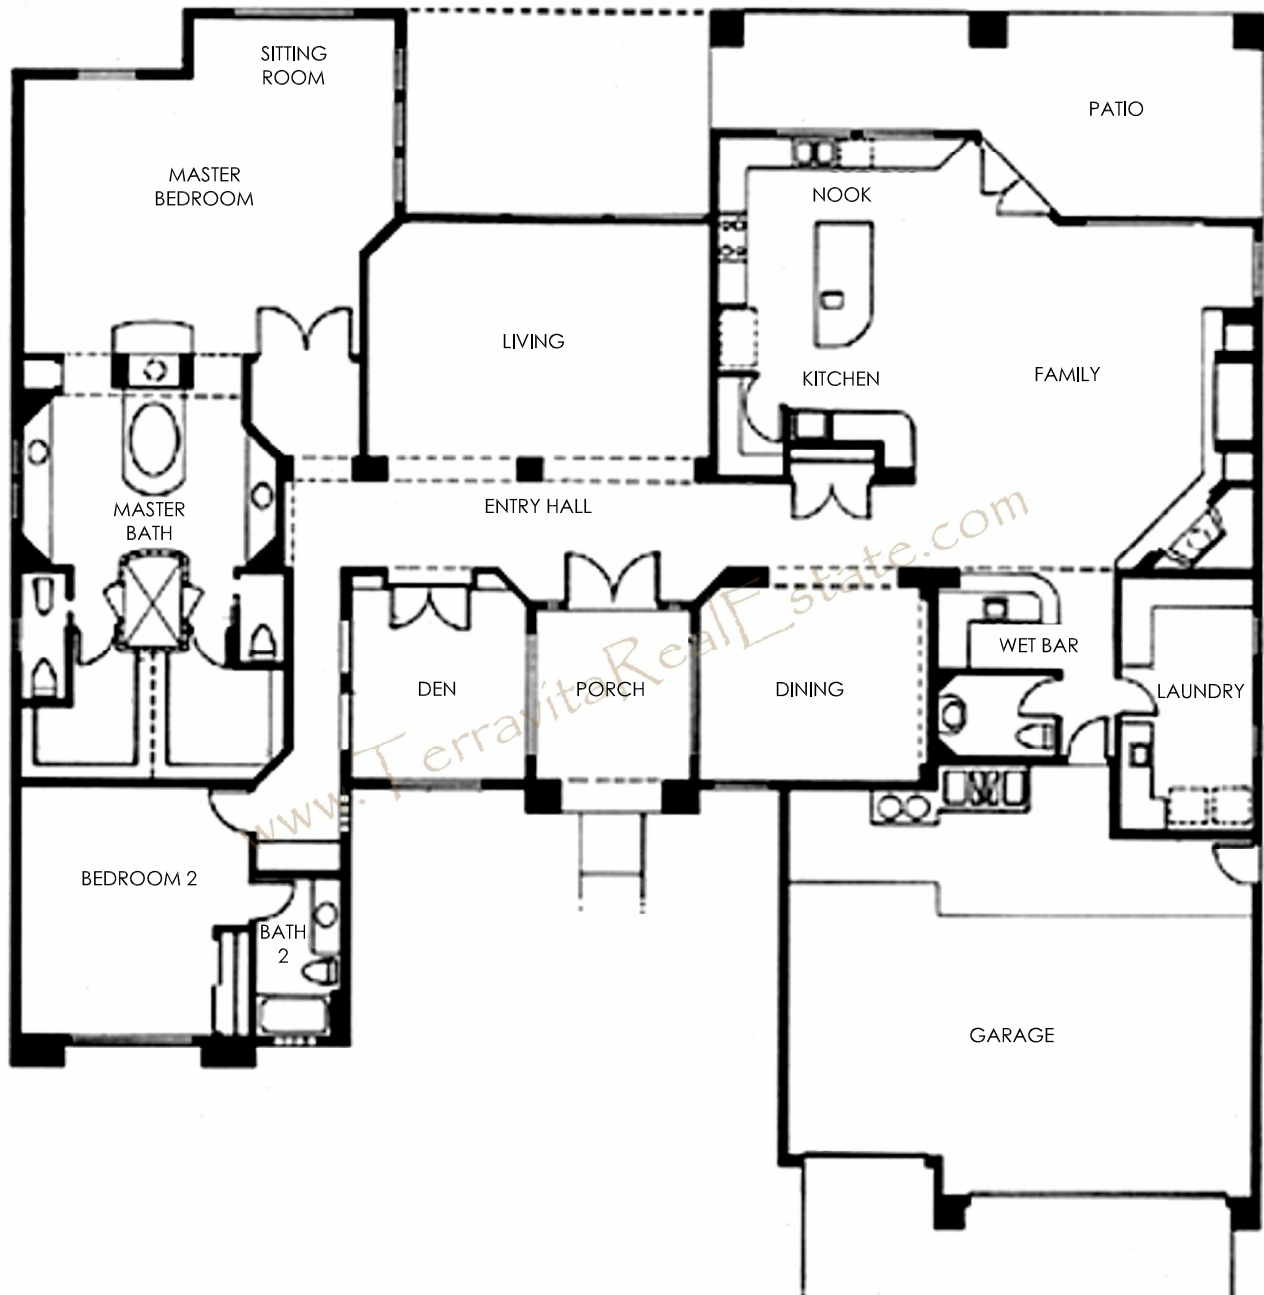 SITTING
ROOM
PATIO
MASTER
BEDROOM
NOOK
LIVING
KITCHEN
FAMILY
MASTER
BATH
ENTRY HALL
www.TerravitaRealEstate.com
WET BAR
DEN
PORCH
DINING
LAUNDRY
BEDROOM 2
BATH
2
GARAGE